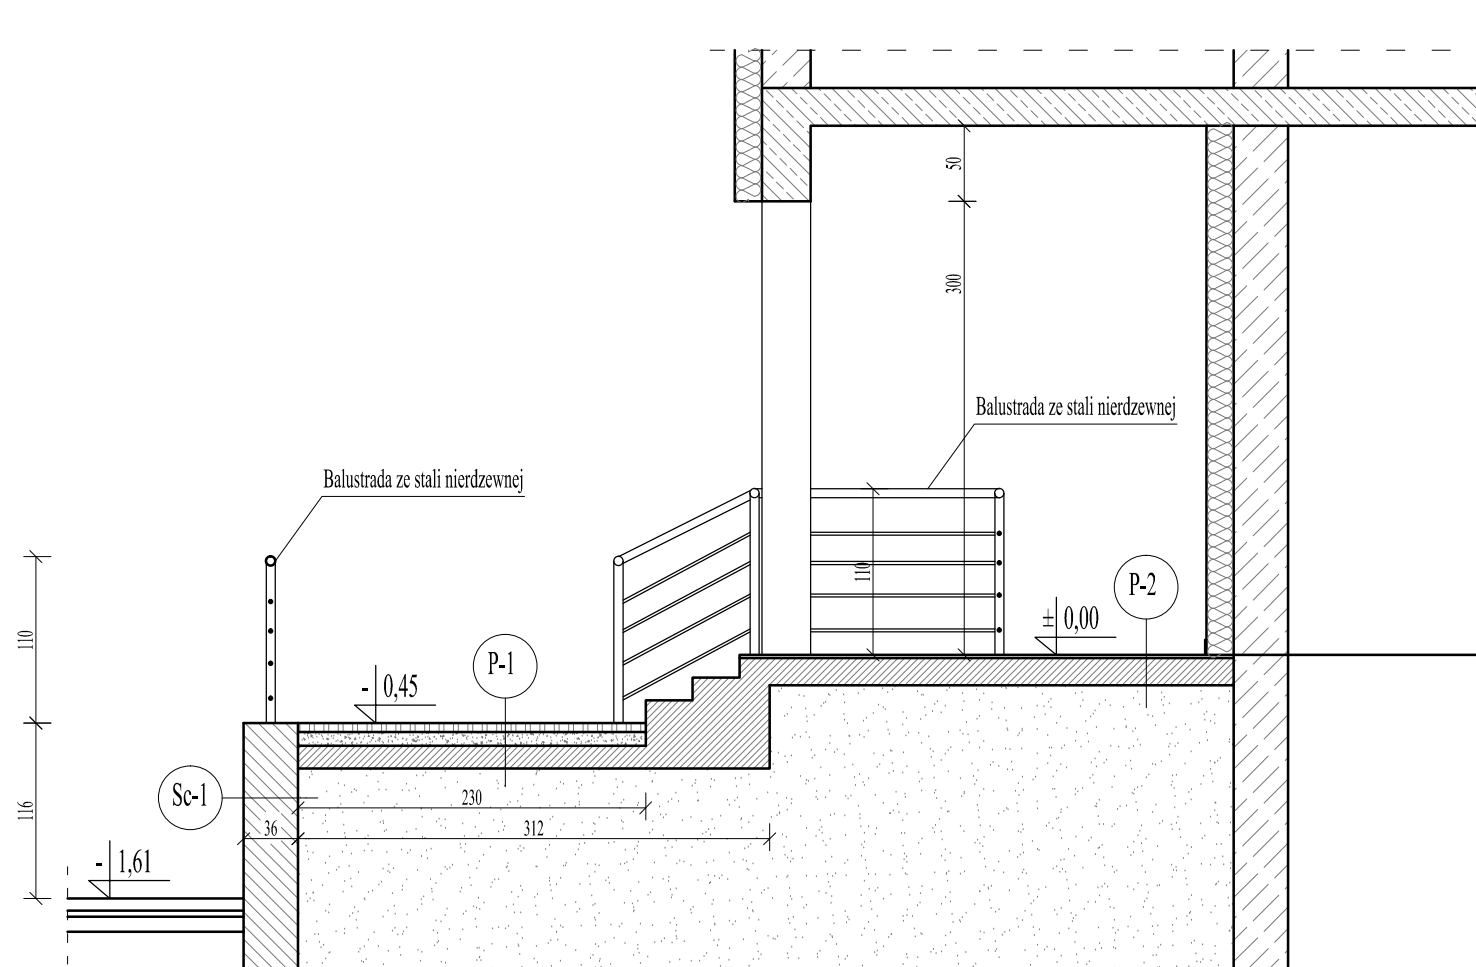 50
300
Balustrada ze stali nierdzewnej
Balustrada ze stali nierdzewnej
110
P-2
± 0,00
110
P-1
- 0,45
116
Sc-1
230
36
312
- 1,61